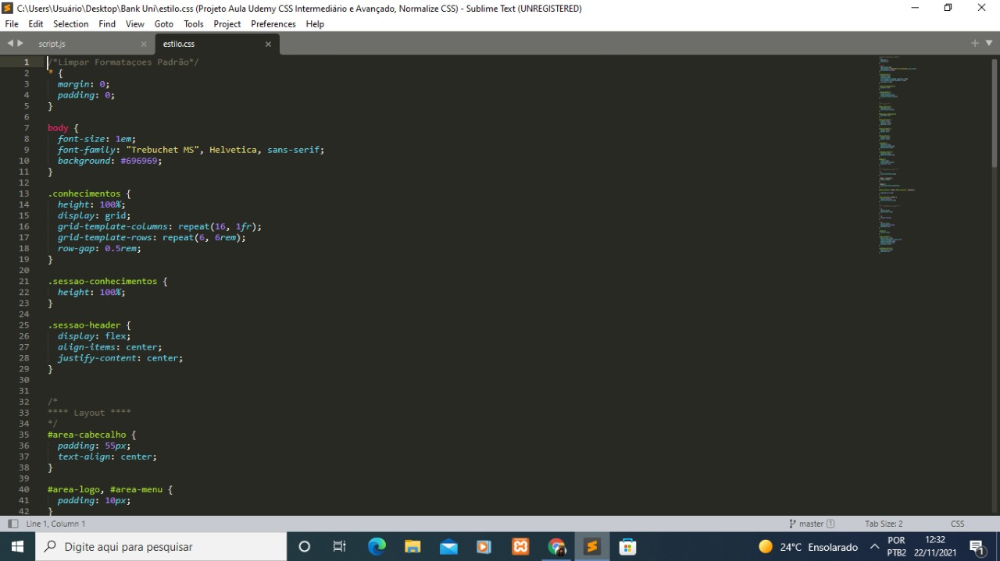 C:\Users\Usuário\Desktop\Bank Uni\estilo.css (Projeto Aula Udemy CSS Intermediário e Avançado, Normalize CSS) - Sublime Text (UNREGISTERED)
File Edit Selection Find View Goto Tools Project Preferences Help
script.js estilo.css
1 /*Limpar Formataçoes Padrão*/
2 * {
3 margin: 0;
4 padding: 0;
5 }
6
7 body {
8 font-size: 1em;
9 font-family: "Trebuchet MS", Helvetica, sans-serif;
10 background: #696969;
11 }
12
13 .conhecimentos {
14 height: 100%;
15 display: grid;
16 grid-template-columns: repeat(16, 1fr);
17 grid-template-rows: repeat(6, 6rem);
18 row-gap: 0.5rem;
19 }
20
21 .sessao-conhecimentos {
22 height: 100%;
23 }
24
25 .sessao-header {
26 display: flex;
27 align-items: center;
28 justify-content: center;
29 }
30
31
32 /*
33 **** Layout ****
34 */
35 #area-cabecalho {
36 padding: 55px;
37 text-align: center;
38 }
39
40 #area-logo, #area-menu {
41 padding: 10px;
42 }
Line 1, Column 1 master 1 Tab Size: 2 CSS
Digite aqui para pesquisar 24°C Ensolarado POR PTB2 12:32 22/11/2021 1